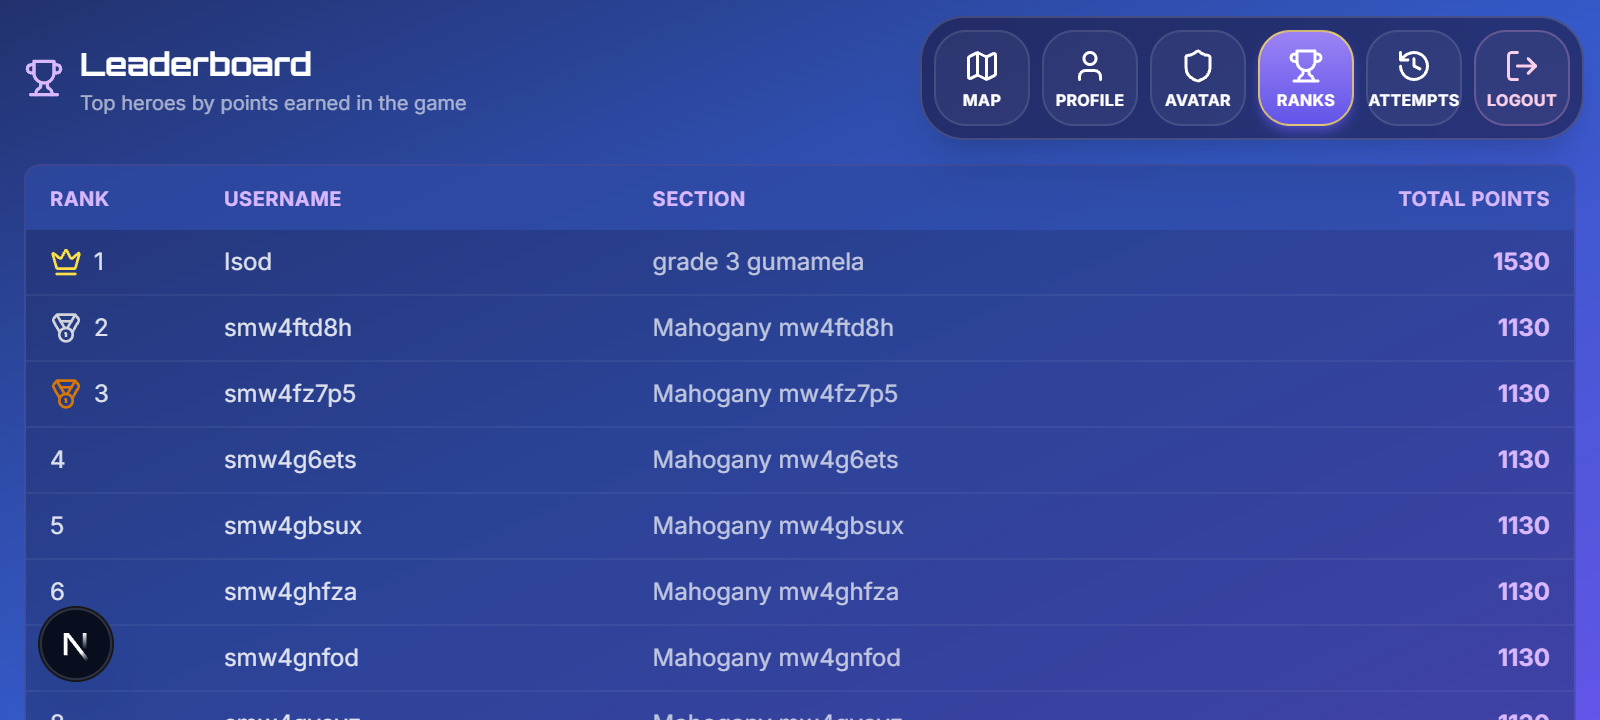 Leaderboard
Top heroes by points earned in the game
MAP PROFILE AVATAR RANKS ATTEMPTS LOGOUT
RANK USERNAME SECTION TOTAL POINTS
1 lsod grade 3 gumamela 1530
2 smw4ftd8h Mahogany mw4ftd8h 1130
3 smw4fz7p5 Mahogany mw4fz7p5 1130
4 smw4g6ets Mahogany mw4g6ets 1130
5 smw4gbsux Mahogany mw4gbsux 1130
6 smw4ghfza Mahogany mw4ghfza 1130
N smw4gnfod Mahogany mw4gnfod 1130